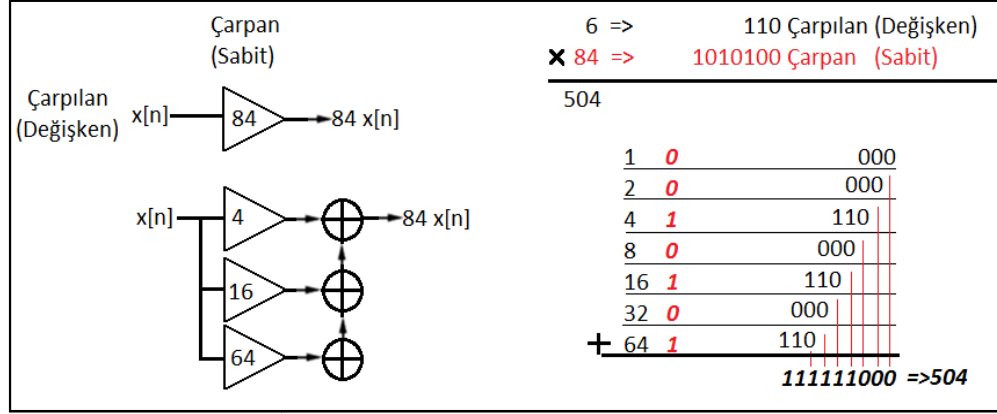 Çarpan
(Sabit)
Çarpılan
(Değişken)
x[n]
84
84 x[n]
x[n]
4
84 x[n]
16
64
6 => 110 Çarpılan (Değişken)
× 84 => 1010100 Çarpan (Sabit)
504
1 0 000
2 0 000
4 1 110
8 0 000
16 1 110
32 0 000
+ 64 1 110
111111000 =>504